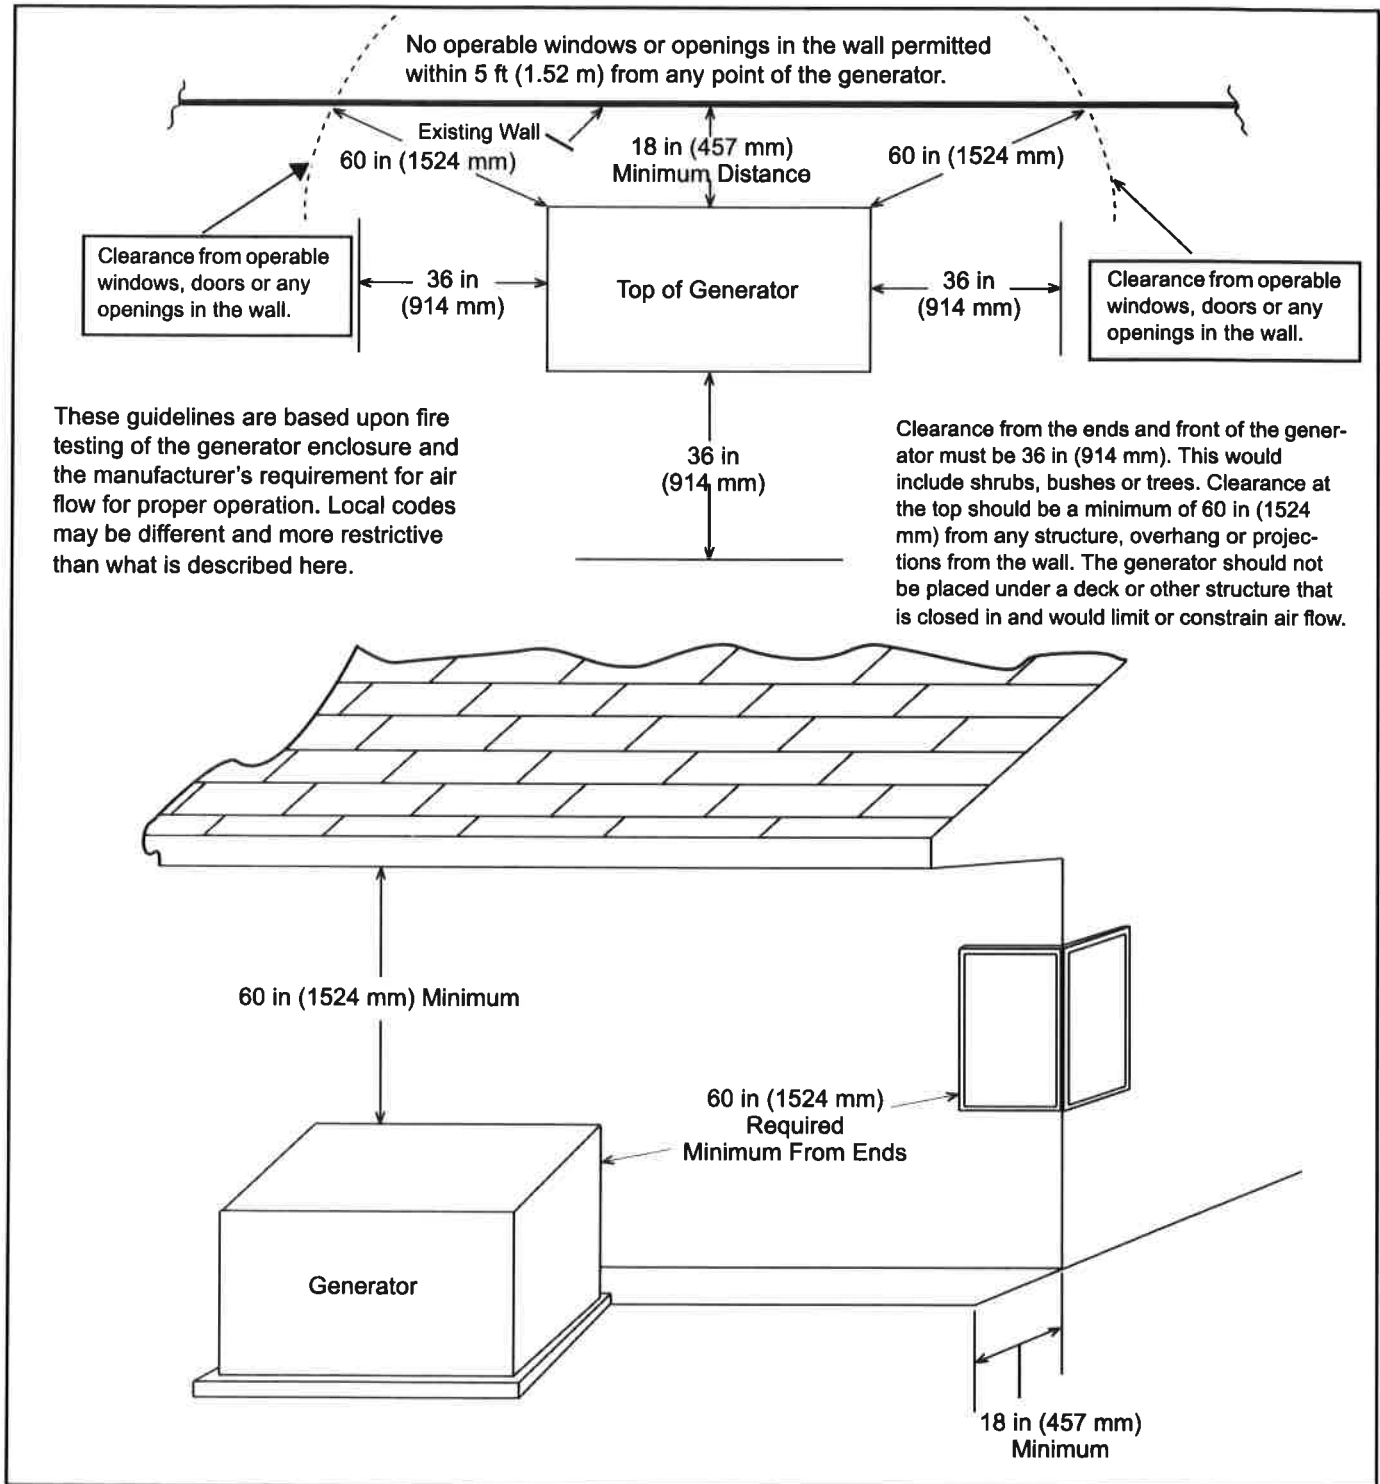 No operable windows or openings in the wall permitted
within 5 ft (1.52 m) from any point of the generator.
Existing Wall
60 in (1524 mm)
18 in (457 mm)
Minimum Distance
60 in (1524 mm)
Clearance from operable
windows, doors or any
openings in the wall.
36 in
(914 mm)
Top of Generator
36 in
(914 mm)
Clearance from operable
windows, doors or any
openings in the wall.
These guidelines are based upon fire
testing of the generator enclosure and
the manufacturer's requirement for air
flow for proper operation. Local codes
may be different and more restrictive
than what is described here.
36 in
(914 mm)
Clearance from the ends and front of the gener-
ator must be 36 in (914 mm). This would
include shrubs, bushes or trees. Clearance at
the top should be a minimum of 60 in (1524
mm) from any structure, overhang or projec-
tions from the wall. The generator should not
be placed under a deck or other structure that
is closed in and would limit or constrain air flow.
60 in (1524 mm) Minimum
60 in (1524 mm)
Required
Minimum From Ends
Generator
18 in (457 mm)
Minimum